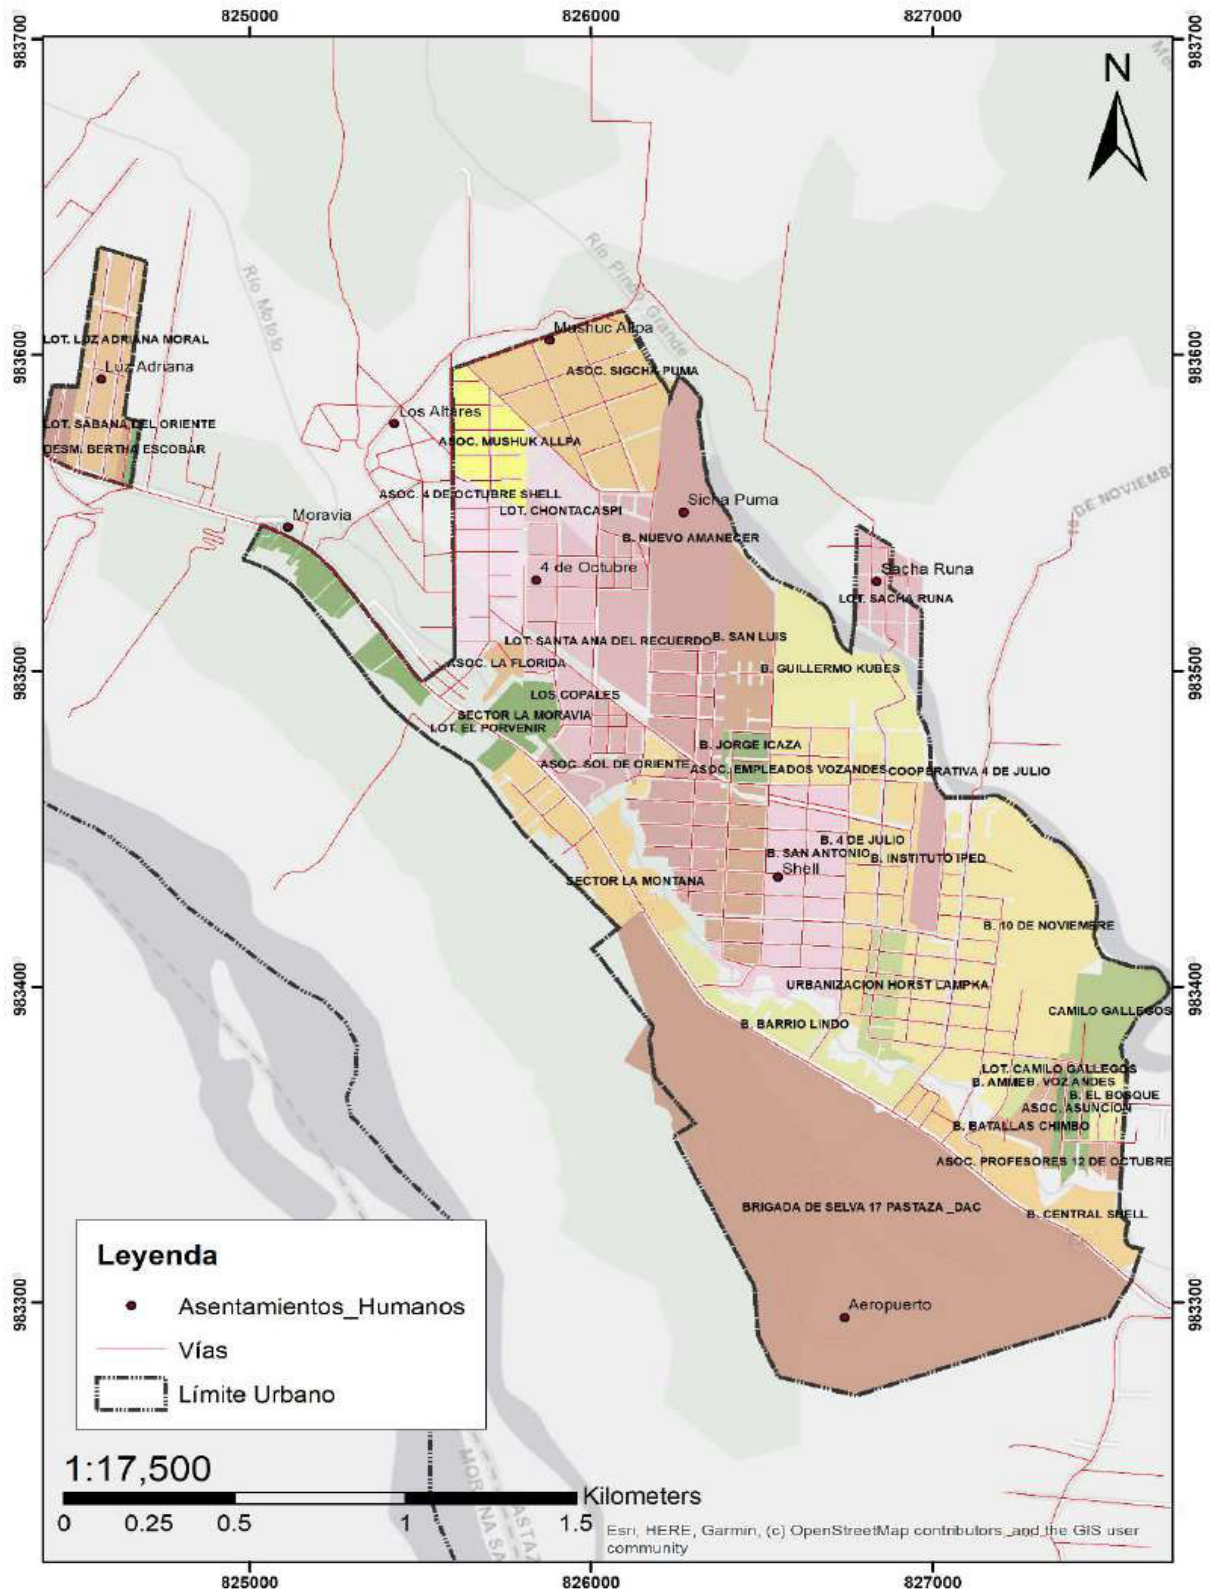 825000
826000
827000
983700
983700
N
Río Pindo Grande
Río Motolo
LOT. LUZ ADRIANA MORAL
983600
Mushuc Allpa
983600
Luz Adriana
ASOC. SIGCHA PUMA
Los Altares
LOT. SABANA DEL ORIENTE
ASOC. MUSHUK ALLPA
DESM. BERTHA ESCOBAR
10 DE NOVIEMB
ASOC. 4 DE OCTUBRE SHELL
Sicha Puma
LOT. CHONTACASPI
Moravia
B. NUEVO AMANECER
4 de Octubre
Sacha Runa
LOT. SACHA RUNA
LOT. SANTA ANA DEL RECUERDO
B. SAN LUIS
983500
ASOC. LA FLORIDA
B. GUILLERMO KUBES
983500
LOS COPALES
SECTOR LA MORAVIA
LOT. EL PORVENIR
B. JORGE ICAZA
ASOC. SOL DE ORIENTE
ASOC. EMPLEADOS VOZANDES
COOPERATIVA 4 DE JULIO
B. 4 DE JULIO
B. SAN ANTONIO
B. INSTITUTO IPED
Shell
SECTOR LA MONTANA
B. 10 DE NOVIEMBRE
983400
URBANIZACION HORST LAMPKA
983400
CAMILO GALLEGOS
B. BARRIO LINDO
LOT. CAMILO GALLEGOS
B. AMMEB. VOZANDES
B. EL BOSQUE
ASOC. ASUNCION
B. BATALLAS CHIMBO
ASOC. PROFESORES 12 DE OCTUBRE
BRIGADA DE SELVA 17 PASTAZA _DAC
B. CENTRAL SHELL
983300
Aeropuerto
983300
Leyenda
Asentamientos_Humanos
Vías
Límite Urbano
1:17,500
Kilometers
0 0.25 0.5 1 1.5
Esri, HERE, Garmin, (c) OpenStreetMap contributors, and the GIS user
community
825000
826000
827000